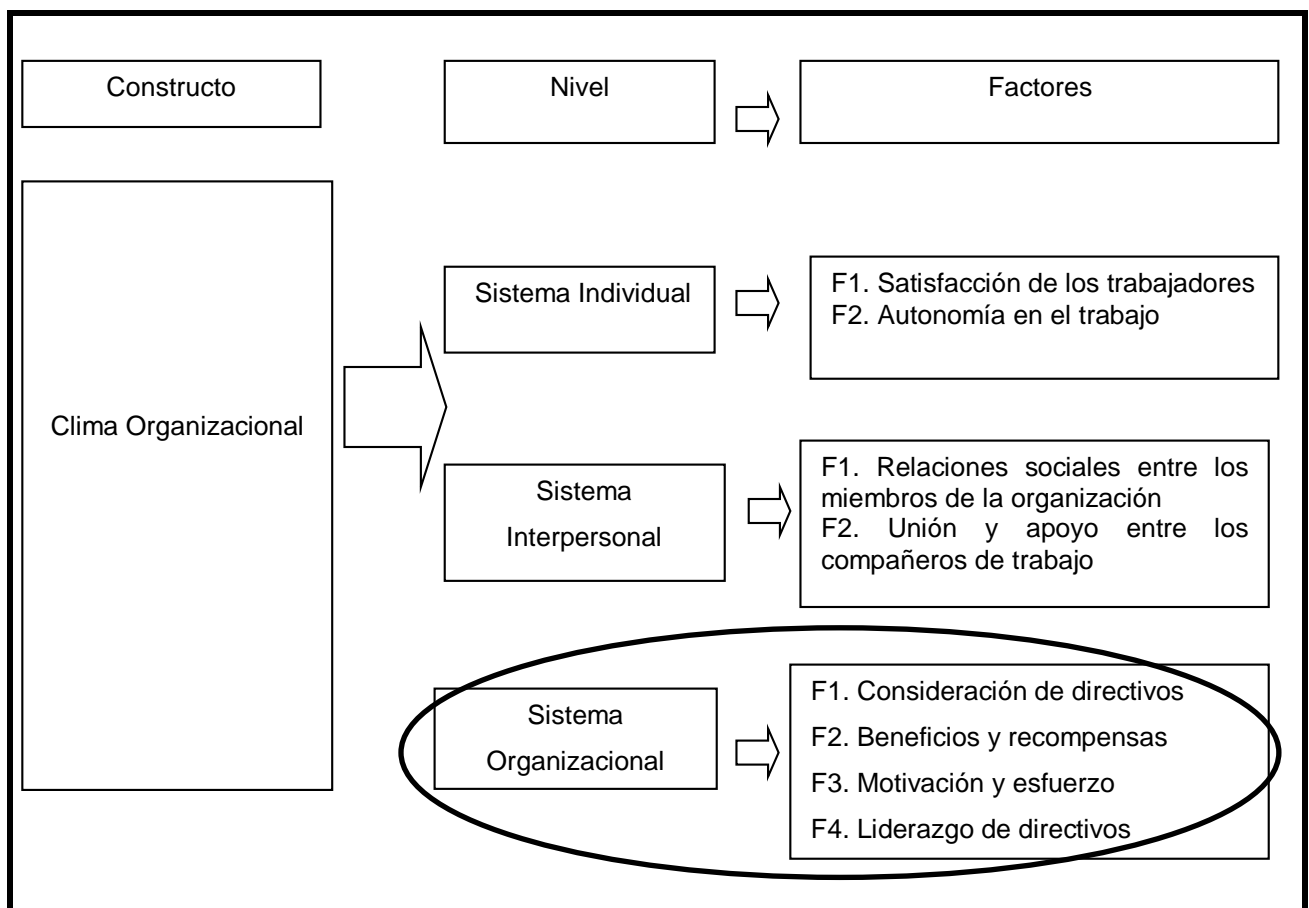 Constructo
Nivel
Factores
Clima Organizacional
Sistema Individual
F1. Satisfacción de los trabajadores
F2. Autonomía en el trabajo
Sistema
Interpersonal
F1. Relaciones sociales entre los
miembros de la organización
F2. Unión y apoyo entre los
compañeros de trabajo
Sistema
Organizacional
F1. Consideración de directivos
F2. Beneficios y recompensas
F3. Motivación y esfuerzo
F4. Liderazgo de directivos